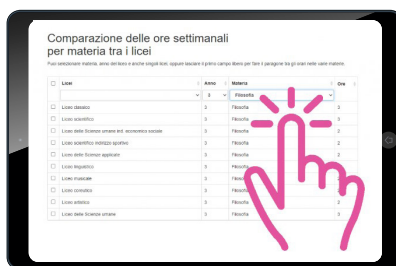 Comparazione delle ore settimanali
per materia tra i licei
Puoi selezionare materia, anno del liceo e anche singoli licei, oppure lasciare il primo campo libero per fare il paragone tra gli orari nelle varie materie.
Licei Anno Materia Ore
3 Filosofia
Liceo classico 3 Filosofia 3
Liceo scientifico 3 Filosofia 3
Liceo delle Scienze umane ind. economico sociale 3 Filosofia 2
Liceo scientifico indirizzo sportivo 3 Filosofia 2
Liceo delle Scienze applicate 3 Filosofia 2
Liceo linguistico 3 Filosofia 2
Liceo musicale 3 Filosofia
Liceo coreutico 3 Filosofia
Liceo artistico 3 Filosofia 2
Liceo delle Scienze umane 3 Filosofia 3